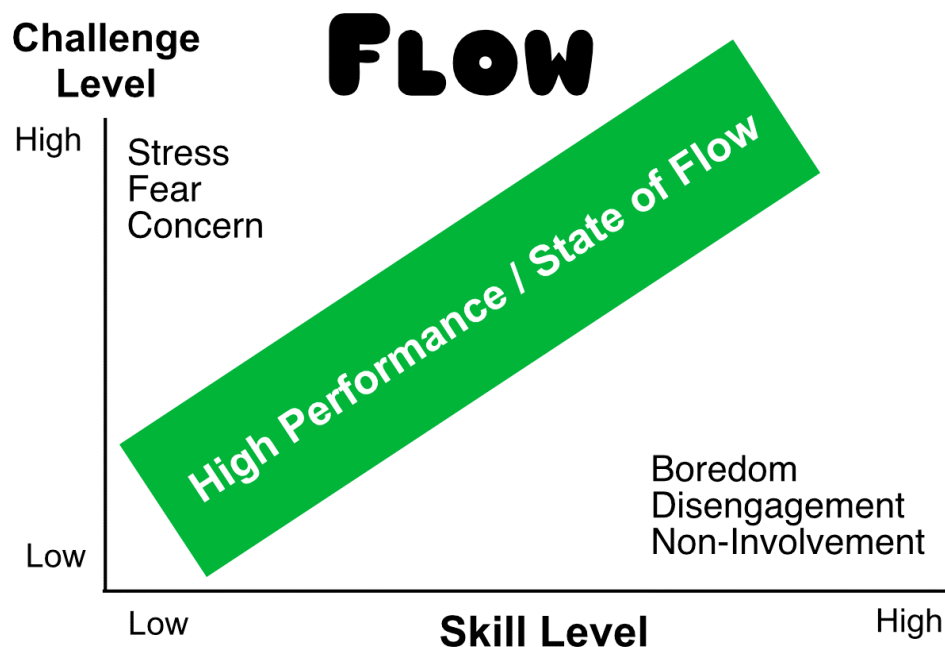 Flow
Challenge
Level
High
Stress
Fear
Concern
High Performance / State of Flow
Boredom
Disengagement
Non-Involvement
Low
Low
Skill Level
High